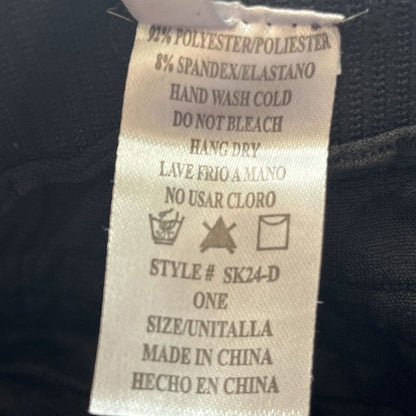 92% POLYESTER/POLIESTER
8% SPANDEX/ELASTANO
HAND WASH COLD
DO NOT BLEACH
HANG DRY
LAVE FRIO A MANO
NO USAR CLORO
STYLE # SK24-D
ONE
SIZE/UNITALLA
MADE IN CHINA
HECHO EN CHINA